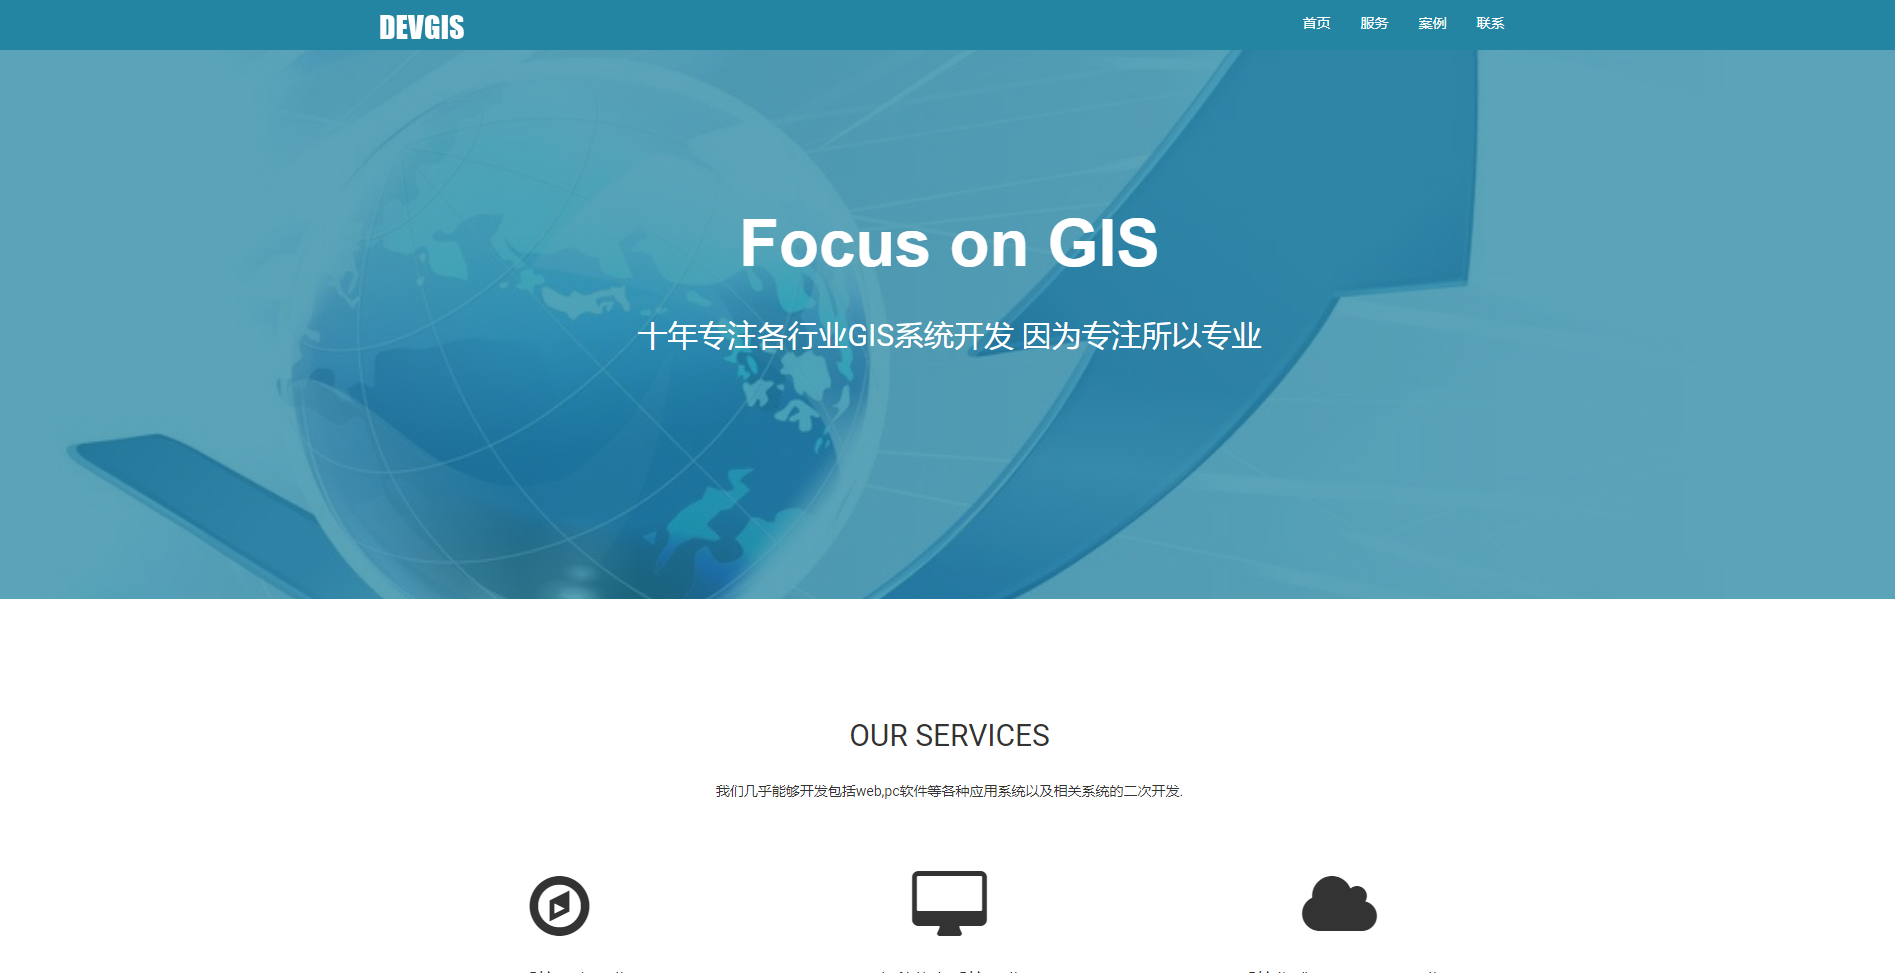 DEVGIS
首页 服务 案例 联系
Focus on GIS
十年专注各行业GIS系统开发 因为专注所以专业
OUR SERVICES
我们几乎能够开发包括web,pc软件等各种应用系统以及相关系统的二次开发.